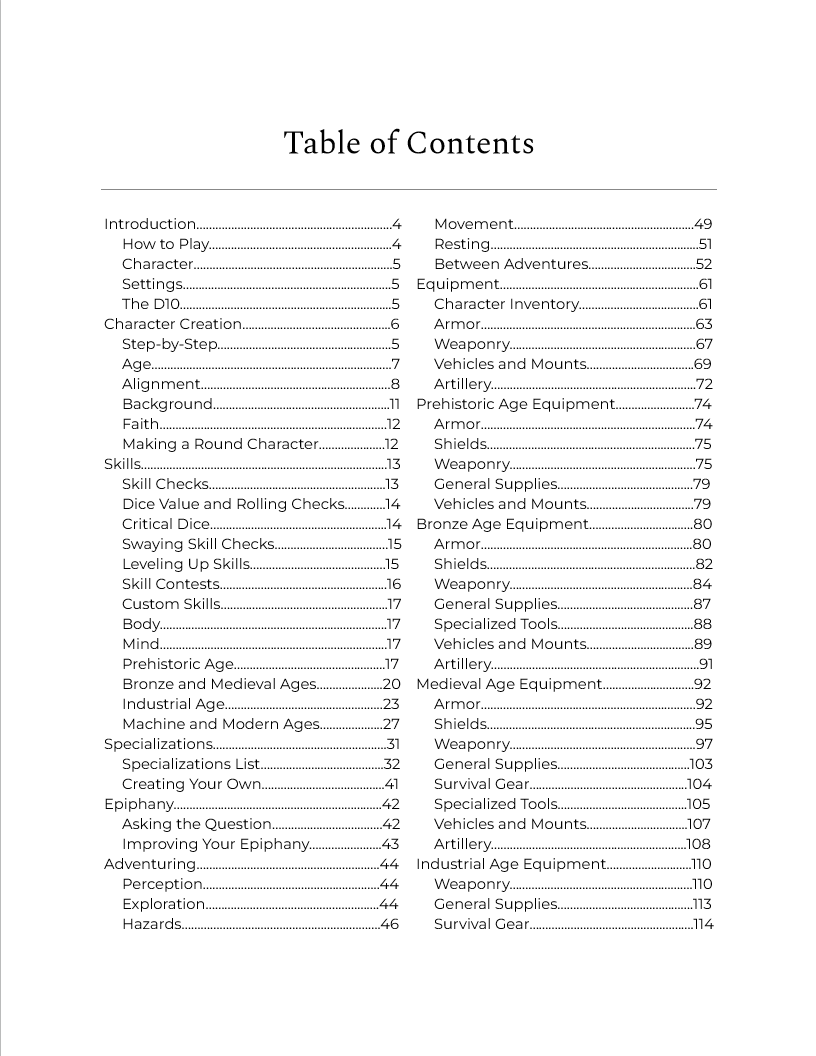 Table of Contents
Introduction..............................................................4
How to Play..........................................................4
Character...............................................................5
Settings..................................................................5
The D10...................................................................5
Character Creation...............................................6
Step-by-Step.......................................................5
Age............................................................................7
Alignment............................................................8
Background........................................................11
Faith........................................................................12
Making a Round Character.....................12
Skills..............................................................................13
Skill Checks........................................................13
Dice Value and Rolling Checks.............14
Critical Dice........................................................14
Swaying Skill Checks....................................15
Leveling Up Skills...........................................15
Skill Contests.....................................................16
Custom Skills.....................................................17
Body........................................................................17
Mind........................................................................17
Prehistoric Age................................................17
Bronze and Medieval Ages.....................20
Industrial Age..................................................23
Machine and Modern Ages.....................27
Specializations.......................................................31
Specializations List.......................................32
Creating Your Own.......................................41
Epiphany..................................................................42
Asking the Question...................................42
Improving Your Epiphany.......................43
Adventuring..........................................................44
Perception........................................................44
Exploration.......................................................44
Hazards...............................................................46
Movement.........................................................49
Resting..................................................................51
Between Adventures..................................52
Equipment...............................................................61
Character Inventory.....................................61
Armor....................................................................63
Weaponry...........................................................67
Vehicles and Mounts..................................69
Artillery.................................................................72
Prehistoric Age Equipment.........................74
Armor....................................................................74
Shields..................................................................75
Weaponry...........................................................75
General Supplies...........................................79
Vehicles and Mounts..................................79
Bronze Age Equipment.................................80
Armor...................................................................80
Shields..................................................................82
Weaponry..........................................................84
General Supplies...........................................87
Specialized Tools...........................................88
Vehicles and Mounts..................................89
Artillery..................................................................91
Medieval Age Equipment.............................92
Armor....................................................................92
Shields..................................................................95
Weaponry...........................................................97
General Supplies..........................................103
Survival Gear..................................................104
Specialized Tools.........................................105
Vehicles and Mounts................................107
Artillery..............................................................108
Industrial Age Equipment...........................110
Weaponry..........................................................110
General Supplies...........................................113
Survival Gear....................................................114